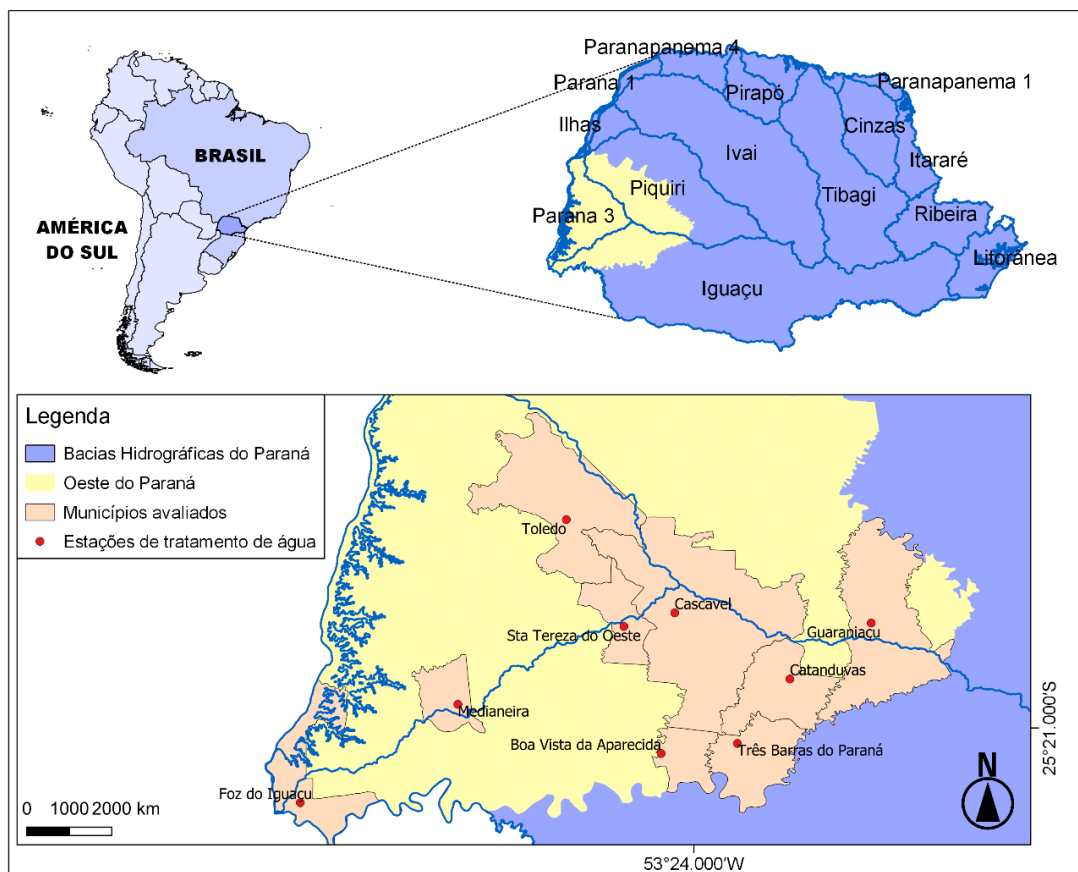 BRASIL
AMÉRICA
DO SUL
Paranapanema 4
Parana 1
Pirapó
Paranapanema 1
Ilhas
Cinzas
Ivai
Itararé
Piquiri
Tibagi
Parana 3
Ribeira
Litorânea
Iguaçu
Legenda
Bacias Hidrográficas do Paraná
Oeste do Paraná
Municípios avaliados
Estações de tratamento de água
Toledo
Cascavel
Sta Tereza do Oeste
Guaraniaçu
Catanduvas
Medianeira
Boa Vista da Aparecida
Três Barras do Paraná
Foz do Iguaçu
0 1000 2000 km
N
25°21.000'S
53°24.000'W